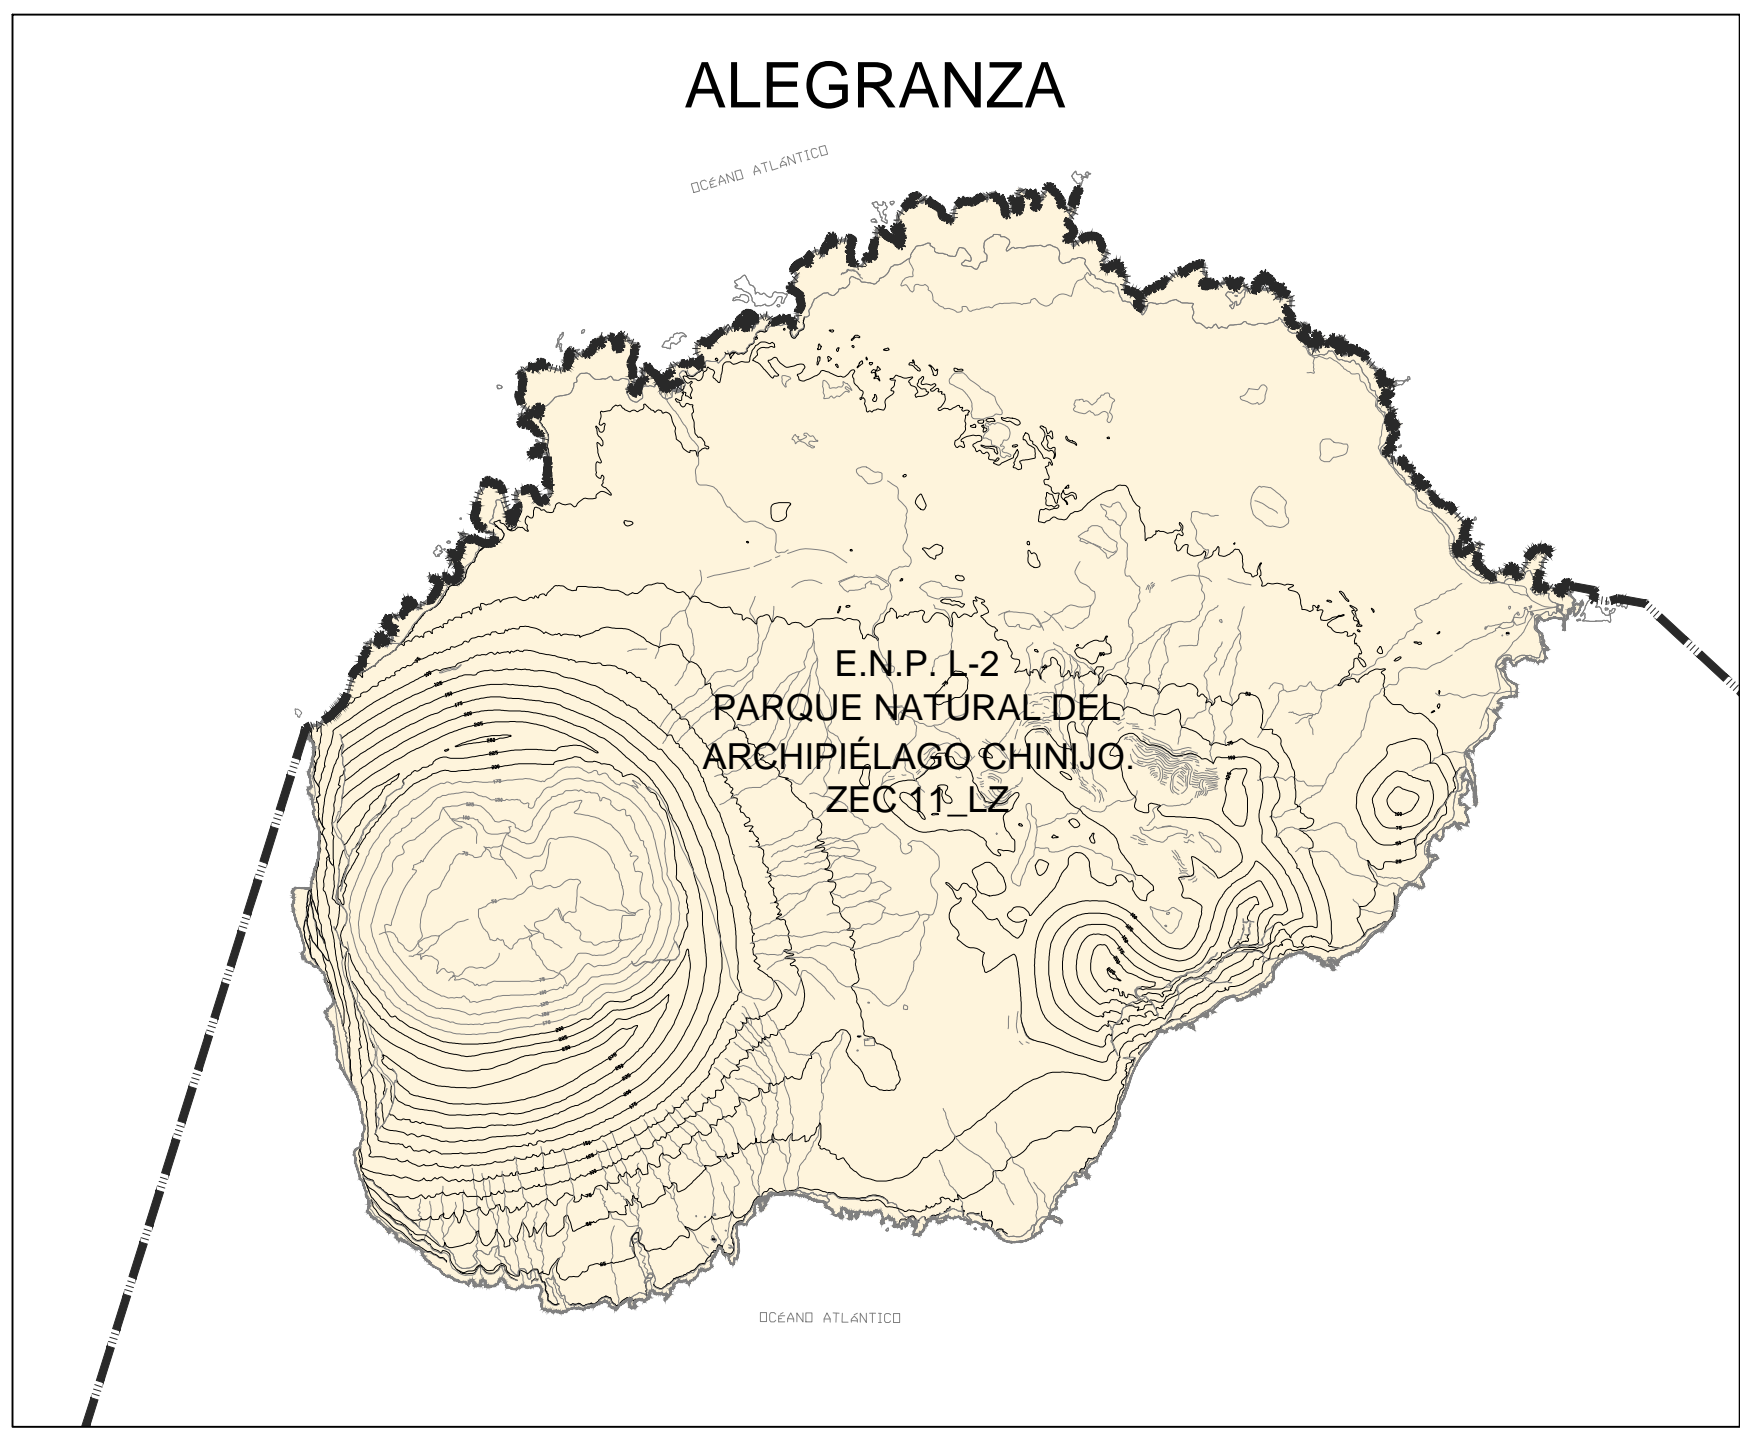 ALEGRANZA
OCÉANO ATLÁNTICO
E.N.P. L-2
PARQUE NATURAL DEL
ARCHIPIÉLAGO CHINIJO.
ZEC 11_LZ
OCÉANO ATLÁNTICO